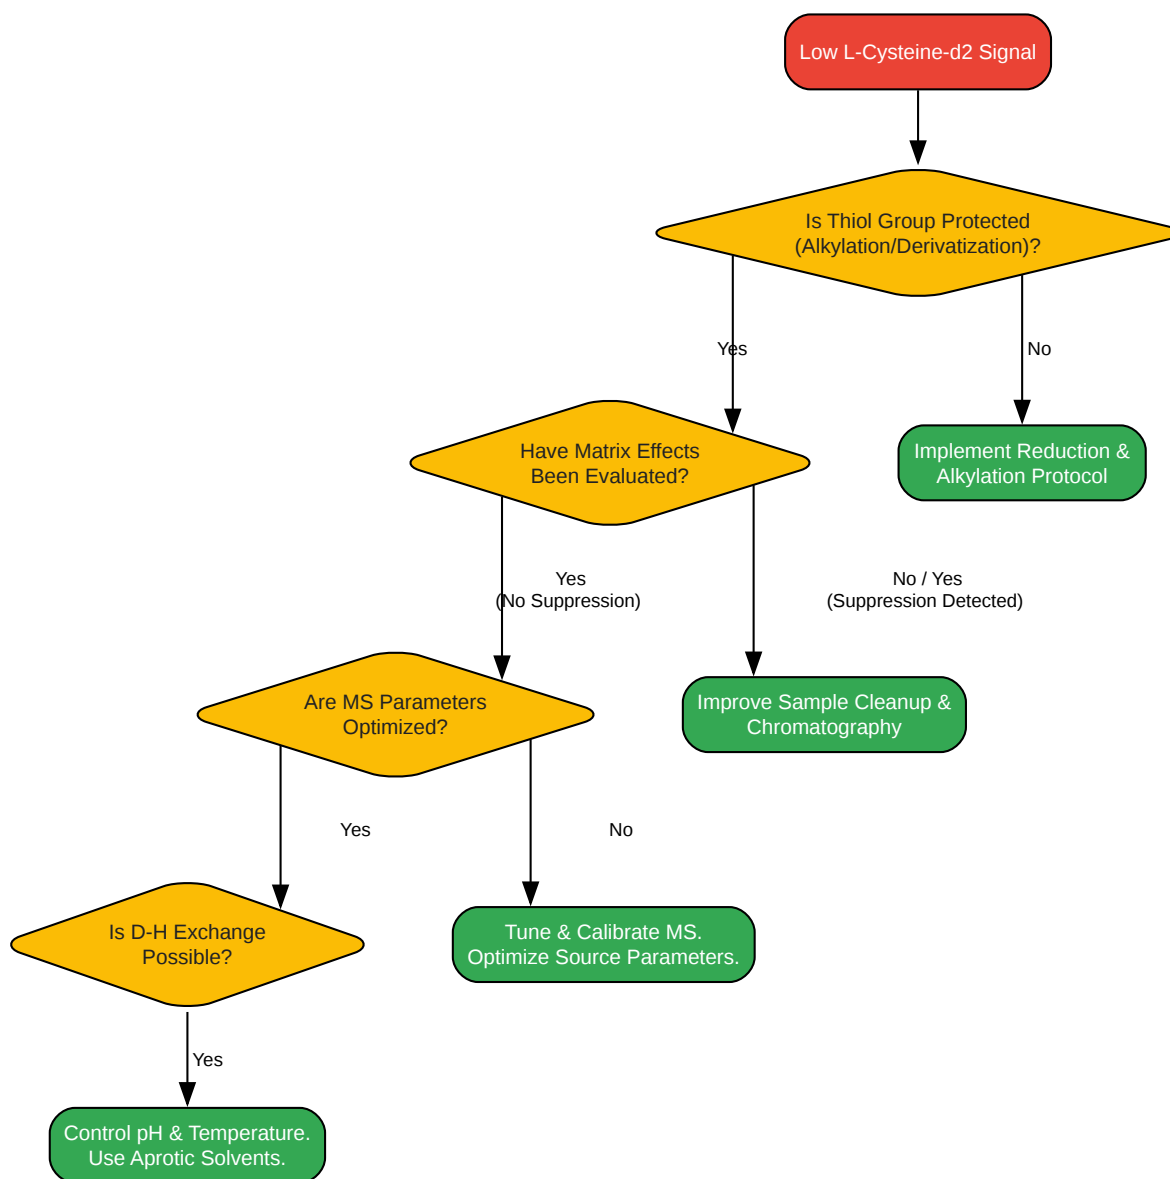 Low L-Cysteine-d2 Signal
Is Thiol Group Protected
(Alkylation/Derivatization)?
Yes
No
Have Matrix Effects
Been Evaluated?
Implement Reduction &
Alkylation Protocol
Yes
(No Suppression)
No / Yes
(Suppression Detected)
Are MS Parameters
Optimized?
Improve Sample Cleanup &
Chromatography
Yes
No
Is D-H Exchange
Possible?
Tune & Calibrate MS.
Optimize Source Parameters.
Yes
Control pH & Temperature.
Use Aprotic Solvents.